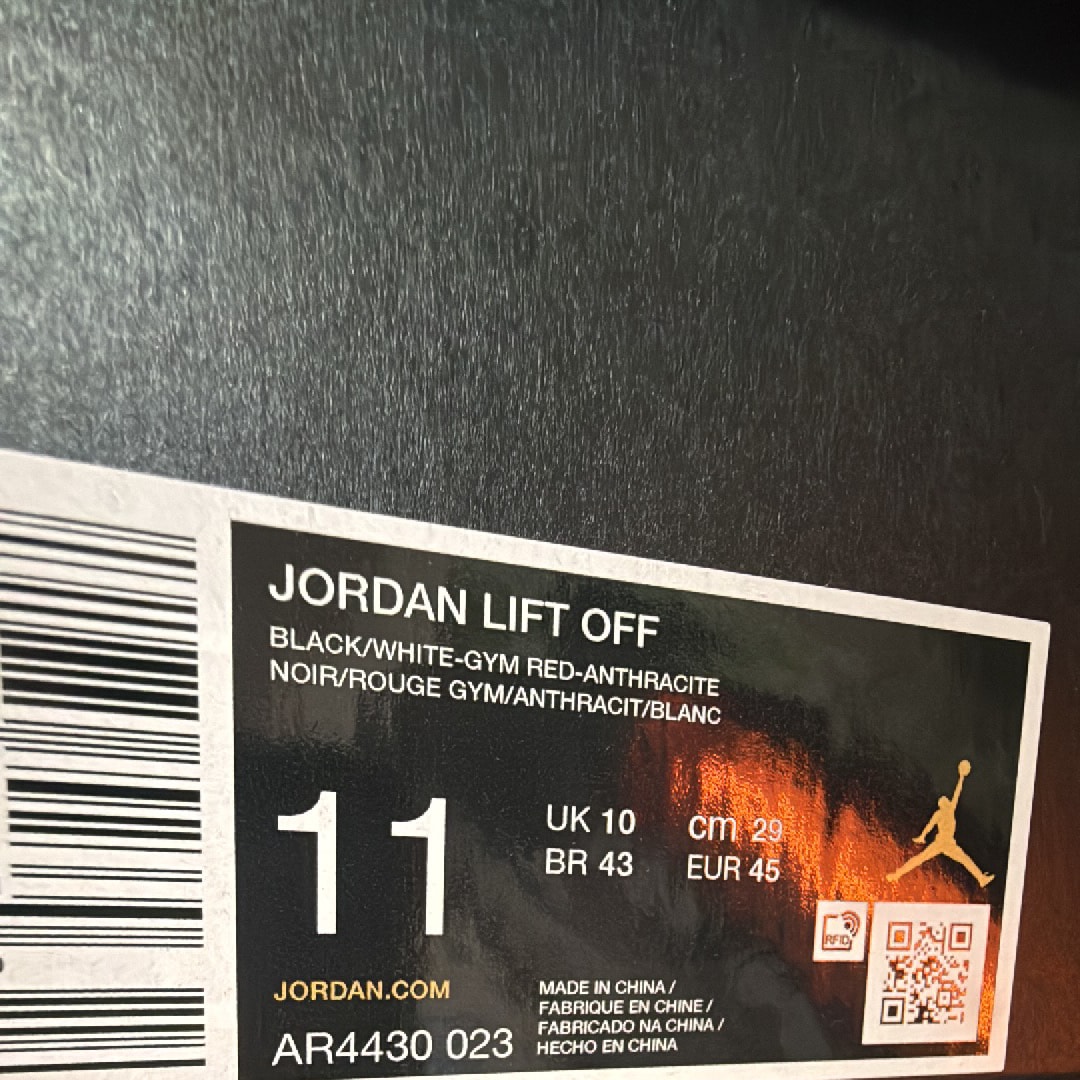 JORDAN LIFT OFF
BLACK/WHITE-GYM RED-ANTHRACITE
NOIR/ROUGE GYM/ANTHRACIT/BLANC
11
UK 10 cm 29
BR 43 EUR 45
RFID
JORDAN.COM
AR4430 023
MADE IN CHINA /
FABRIQUE EN CHINE /
FABRICADO NA CHINA /
HECHO EN CHINA